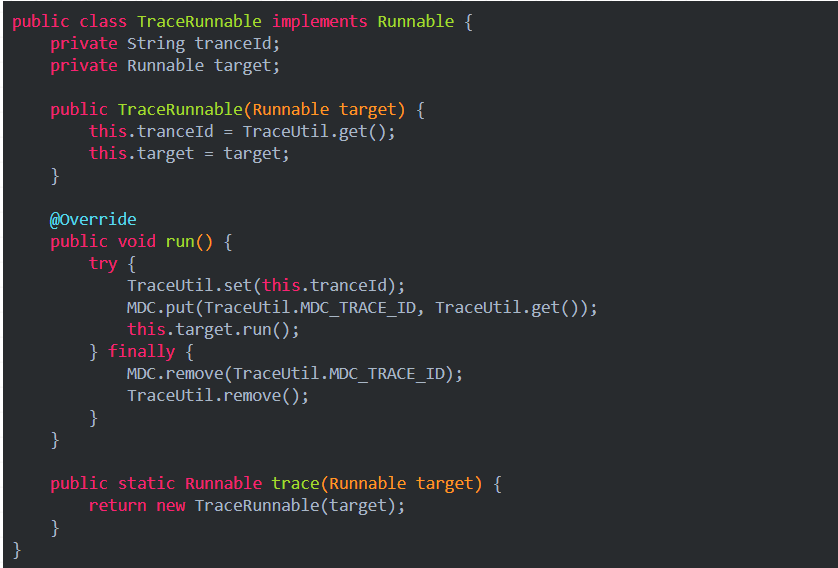 public class TraceRunnable implements Runnable {
    private String tranceId;
    private Runnable target;

    public TraceRunnable(Runnable target) {
        this.tranceId = TraceUtil.get();
        this.target = target;
    }

    @Override
    public void run() {
        try {
            TraceUtil.set(this.tranceId);
            MDC.put(TraceUtil.MDC_TRACE_ID, TraceUtil.get());
            this.target.run();
        } finally {
            MDC.remove(TraceUtil.MDC_TRACE_ID);
            TraceUtil.remove();
        }
    }

    public static Runnable trace(Runnable target) {
        return new TraceRunnable(target);
    }
}